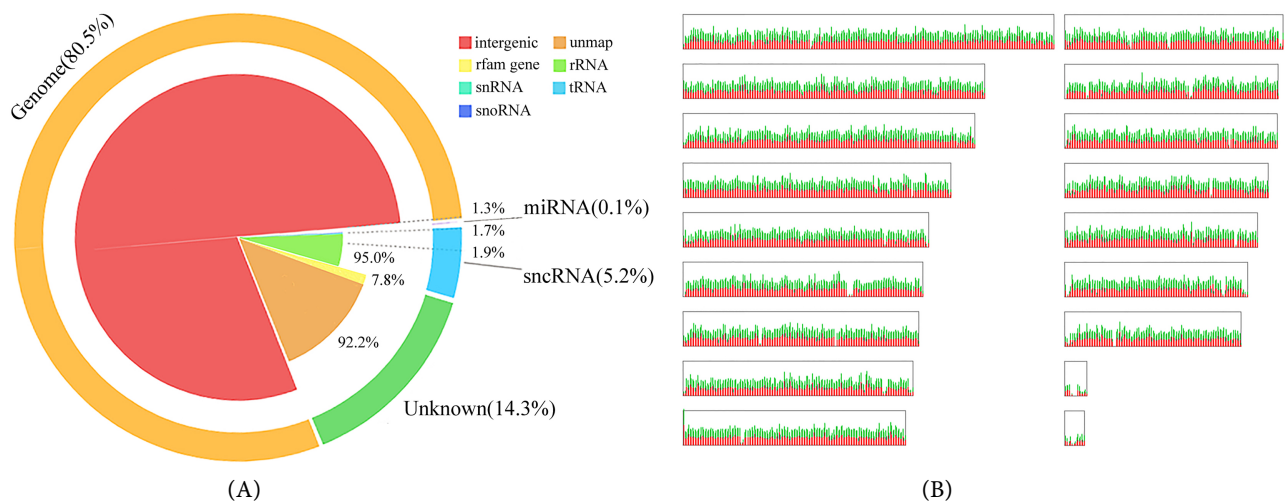 Genome(80.5%)
intergenic
unmap
rfam gene
rRNA
snRNA
tRNA
snoRNA
1.3%
miRNA(0.1%)
1.7%
1.9%
sncRNA(5.2%)
95.0%
7.8%
92.2%
Unknown(14.3%)
(A)
(B)